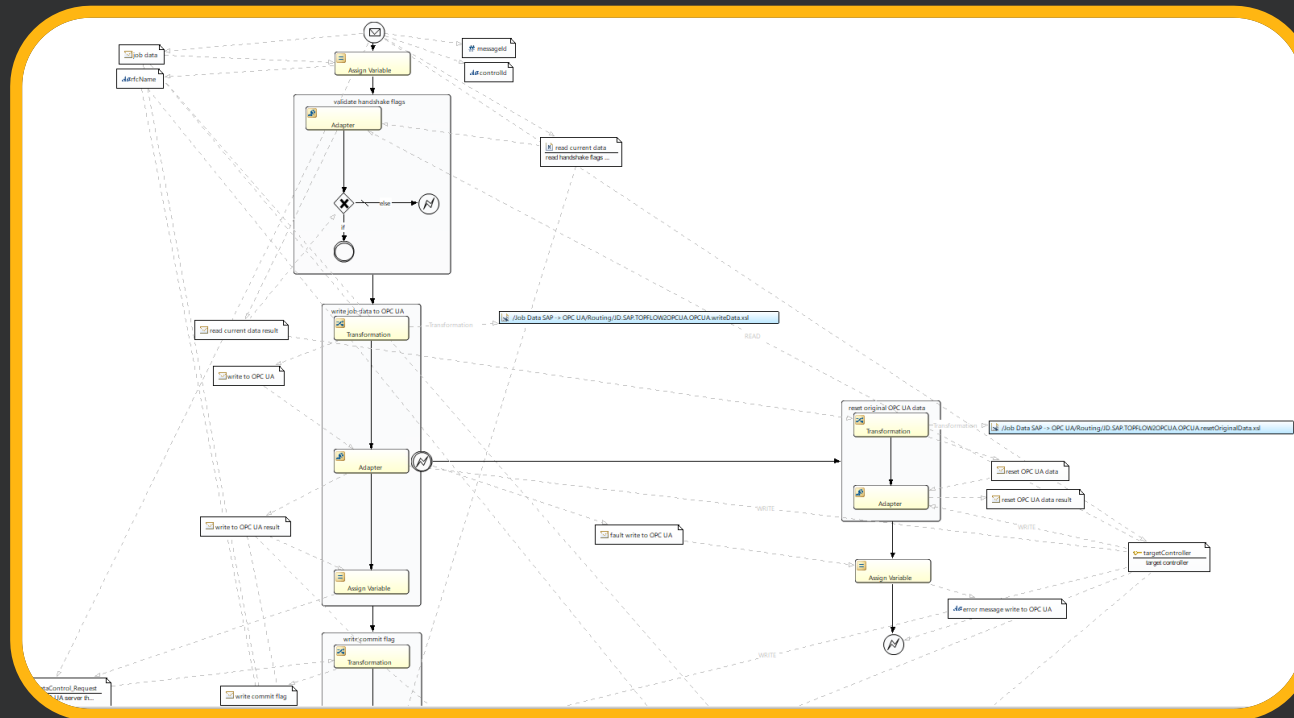 job data
rfcName
messageId
controlId
Assign Variable
validate handshake flags
Adapter
read current data
read handshake flags ...
else
if
read current data result
write job data to OPC UA
Transformation
Transformation
/Job Data SAP -> OPC UA/Routing/JD.SAP.TOPFLOW2OPCUA.OPCUA.writeData.xsl
READ
write to OPC UA
reset original OPC UA data
Transformation
Transformation
/Job Data SAP -> OPC UA/Routing/JD.SAP.TOPFLOW2OPCUA.OPCUA.resetOriginalData.xsl
Adapter
reset OPC UA data
Adapter
reset OPC UA data result
WRITE
write to OPC UA result
fault write to OPC UA
WRITE
targetController
target controller
Assign Variable
Assign Variable
error message write to OPC UA
write commit flag
Transformation
WRITE
taControl_Request
UA server th...
write commit flag